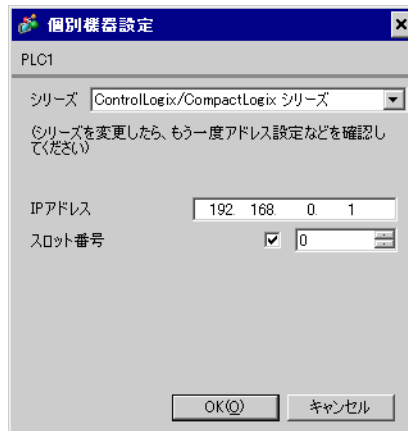 個別機器設定
PLC1
シリーズ ControlLogix/CompactLogix シリーズ
(シリーズを変更したら、もう一度アドレス設定などを確認し
てください)
IPアドレス 192. 168. 0. 1
スロット番号 0
OK(O) キャンセル